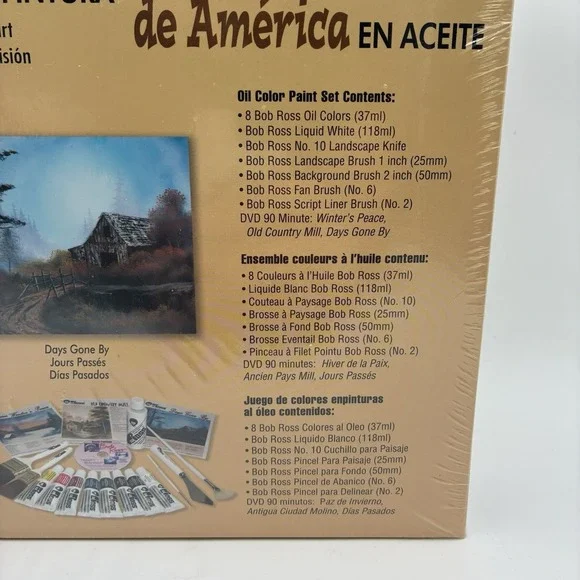 de América EN ACEITE
art
isión
Oil Color Paint Set Contents:
• 8 Bob Ross Oil Colors (37ml)
• Bob Ross Liquid White (118ml)
• Bob Ross No. 10 Landscape Knife
• Bob Ross Landscape Brush 1 inch (25mm)
• Bob Ross Background Brush 2 inch (50mm)
• Bob Ross Fan Brush (No. 6)
• Bob Ross Script Liner Brush (No. 2)
DVD 90 Minute: Winter's Peace,
Old Country Mill, Days Gone By
Ensemble couleurs à l'huile contenu:
• 8 Couleurs à l'Huile Bob Ross (37ml)
• Liquide Blanc Bob Ross (118ml)
• Couteau à Paysage Bob Ross (No. 10)
• Brosse à Paysage Bob Ross (25mm)
• Brosse à Fond Bob Ross (50mm)
• Brosse Eventail Bob Ross (No. 6)
• Pinceau à Filet Pointu Bob Ross (No. 2)
DVD 90 minutes: Hiver de la Paix,
Ancien Pays Mill, Jours Passés
Days Gone By
Jours Passés
Días Pasados
Juego de colores enpinturas
al óleo contenidos:
• 8 Bob Ross Colores al Oleo (37ml)
• Bob Ross Liquido Blanco (118ml)
• Bob Ross No. 10 Cuchillo para Paisaje
• Bob Ross Pincel Para Paisaje (25mm)
• Bob Ross Pincel para Fondo (50mm)
• Bob Ross Pincel de Abanico (No. 6)
• Bob Ross Pincel para Delinear (No. 2)
DVD 90 minutos: Paz de Invierno,
Antigua Ciudad Molino, Días Pasados